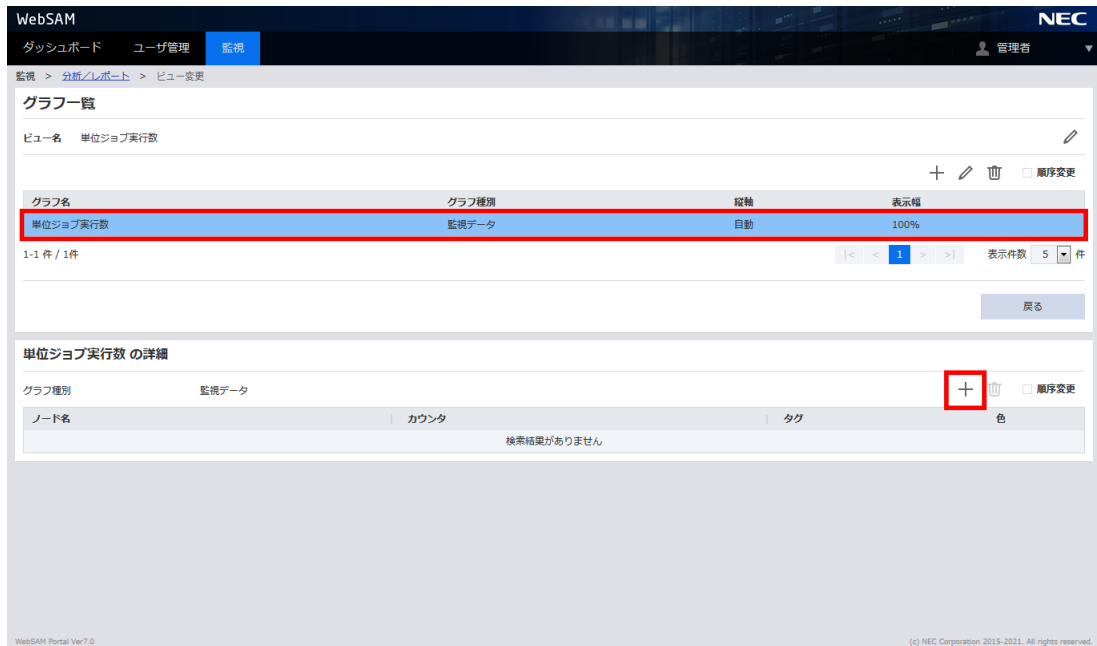 WebSAM NEC
ダッシュボード ユーザ管理 監視 管理者 ▼
監視 > 分析／レポート > ビュー変更
グラフ一覧
ビュー名 単位ジョブ実行数
順序変更
グラフ名 グラフ種別 縦軸 表示幅
単位ジョブ実行数 監視データ 自動 100%
1-1 件 / 1件 |< < 1 > >| 表示件数 5 件
戻る
単位ジョブ実行数 の詳細
グラフ種別 監視データ 順序変更
ノード名 カウンタ タグ 色
検索結果がありません
WebSAM Portal Ver7.0 (c) NEC Corporation 2015-2021. All rights reserved.